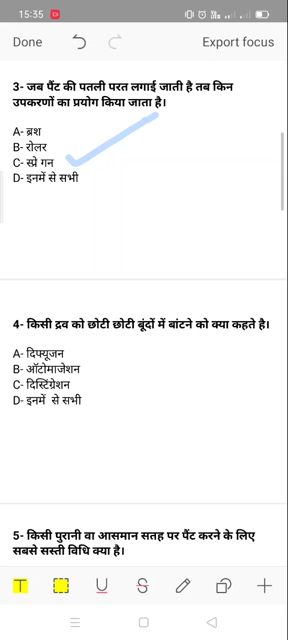 15:35
Done
Export focus
3- जब पैंट की पतली परत लगाई जाती है तब किन
उपकरणों का प्रयोग किया जाता है।
A- ब्रश
B- रोलर
C- स्प्रे गन
D- इनमें से सभी
4- किसी द्रव को छोटी छोटी बूंदों में बांटने को क्या कहते है।
A- दिफ्यूजन
B- ऑटोमाजेशन
C- दिस्टिंग्रेशन
D- इनमें से सभी
5- किसी पुरानी वा आसमान सतह पर पैंट करने के लिए
सबसे सस्ती विधि क्या है।
T U S